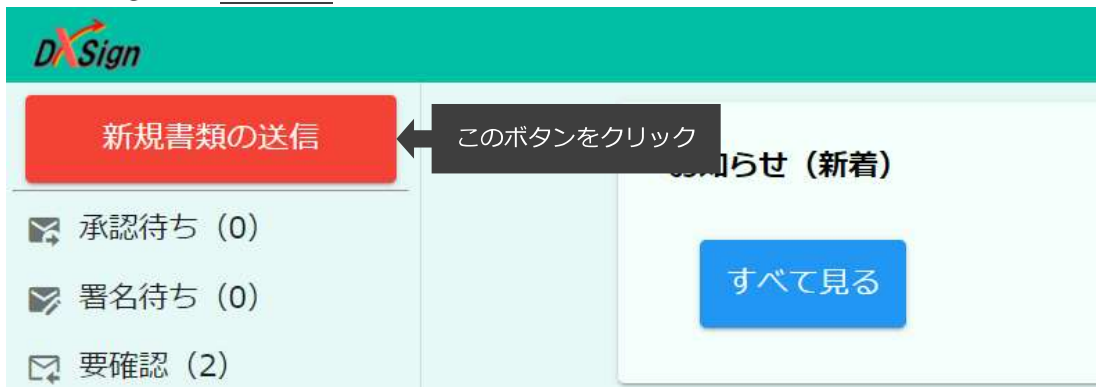 DXSign
新規書類の送信
このボタンをクリック
お知らせ（新着）
承認待ち（0）
すべて見る
署名待ち（0）
要確認（2）